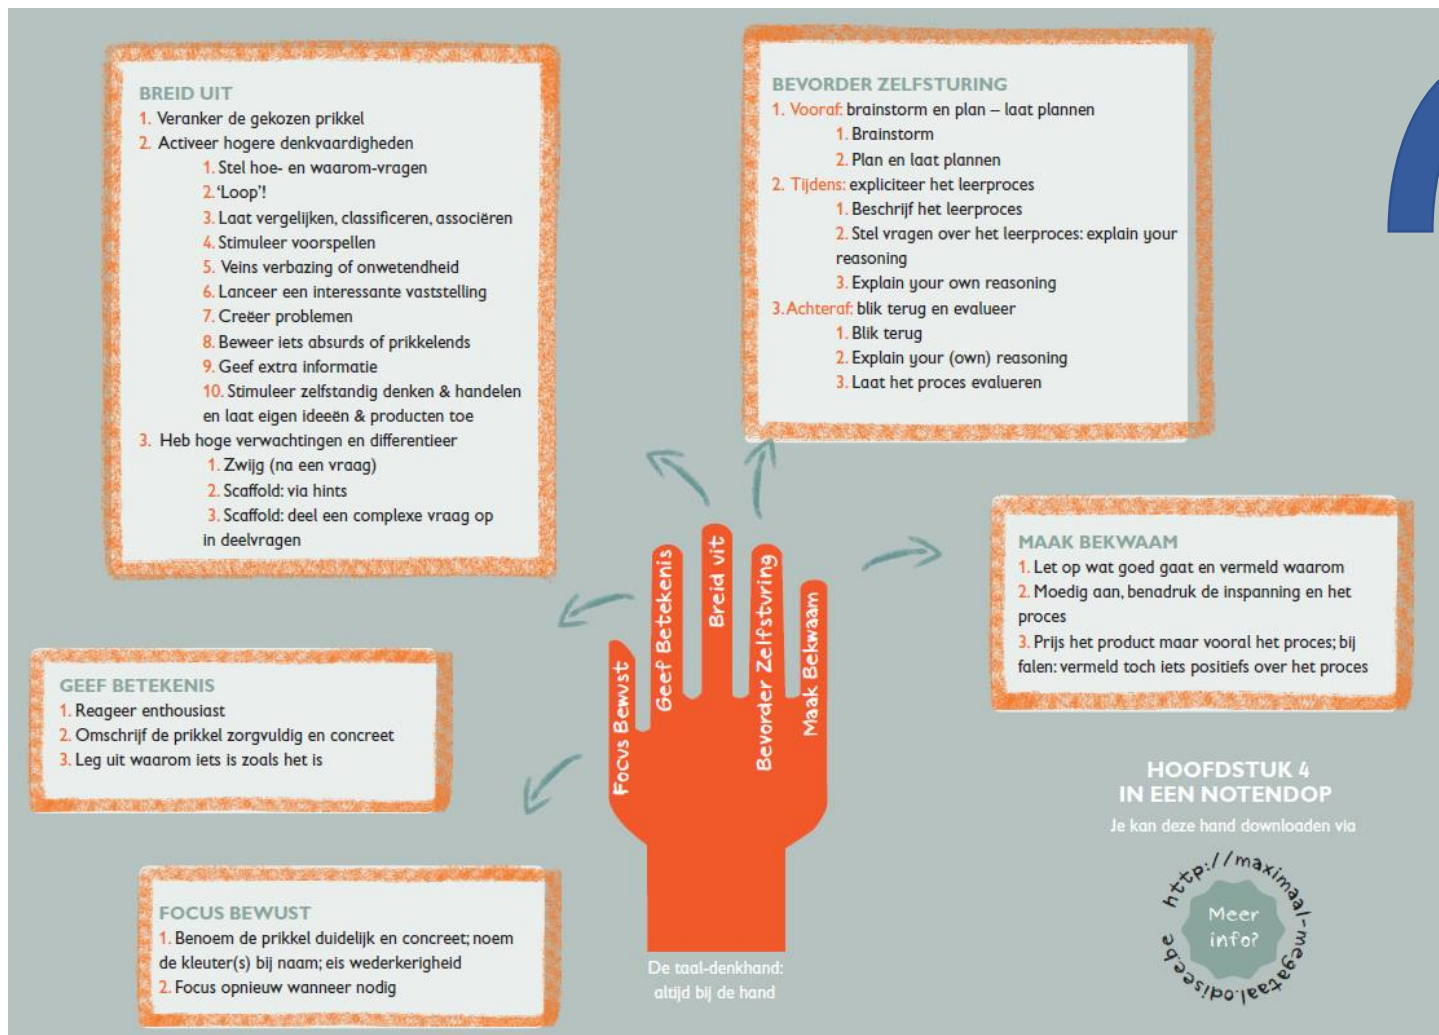 BREID UIT
1. Veranker de gekozen prikkel
2. Activeer hogere denkvaardigheden
1. Stel hoe- en waarom-vragen
2. ‘Loop’!
3. Laat vergelijken, classificeren, associëren
4. Stimuleer voorspellen
5. Veins verbazing of onwetendheid
6. Lanceer een interessante vaststelling
7. Creëer problemen
8. Beweer iets absurds of prikkelends
9. Geef extra informatie
10. Stimuleer zelfstandig denken & handelen
en laat eigen ideeën & producten toe
3. Heb hoge verwachtingen en differentieer
1. Zwijg (na een vraag)
2. Scaffold: via hints
3. Scaffold: deel een complexe vraag op
in deelvragen
BEVORDER ZELFSTURING
1. Vooraf: brainstorm en plan – laat plannen
1. Brainstorm
2. Plan en laat plannen
2. Tijdens: expliciteer het leerproces
1. Beschrijf het leerproces
2. Stel vragen over het leerproces: explain your
reasoning
3. Explain your own reasoning
3. Achteraf: blik terug en evalueer
1. Blik terug
2. Explain your (own) reasoning
3. Laat het proces evalueren
MAAK BEKWAAM
1. Let op wat goed gaat en vermeld waarom
2. Moedig aan, benadruk de inspanning en het
proces
3. Prijs het product maar vooral het proces; bij
falen: vermeld toch iets positiefs over het proces
GEEF BETEKENIS
1. Reageer enthousiast
2. Omschrijf de prikkel zorgvuldig en concreet
3. Leg uit waarom iets is zoals het is
FOCUS BEWUST
1. Benoem de prikkel duidelijk en concreet; noem
de kleuter(s) bij naam; eis wederkerigheid
2. Focus opnieuw wanneer nodig
Focus Bewust
Geef Betekenis
Breid uit
Bevorder Zelfsturing
Maak Bekwaam
De taal-denkhand:
altijd bij de hand
HOOFDSTUK 4
IN EEN NOTENDOP
Je kan deze hand downloaden via
http://maximaal-megataal.odisee.be
Meer
info?